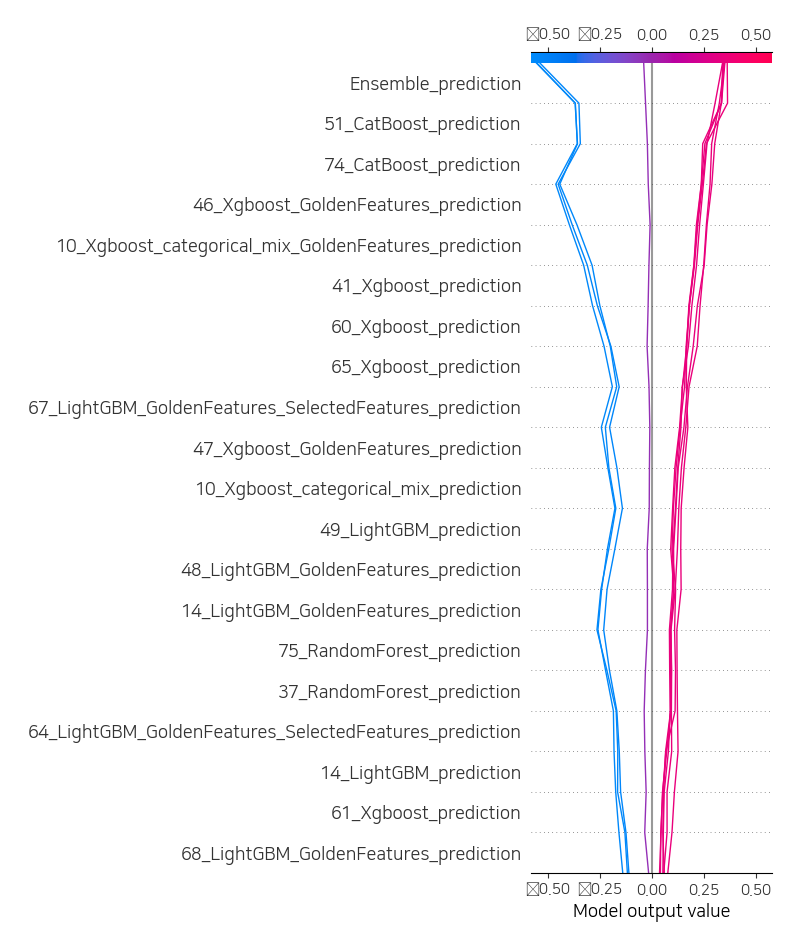 0.50 0.25 0.00 0.25 0.50
Ensemble_prediction
51_CatBoost_prediction
74_CatBoost_prediction
46_Xgboost_GoldenFeatures_prediction
10_Xgboost_categorical_mix_GoldenFeatures_prediction
41_Xgboost_prediction
60_Xgboost_prediction
65_Xgboost_prediction
67_LightGBM_GoldenFeatures_SelectedFeatures_prediction
47_Xgboost_GoldenFeatures_prediction
10_Xgboost_categorical_mix_prediction
49_LightGBM_prediction
48_LightGBM_GoldenFeatures_prediction
14_LightGBM_GoldenFeatures_prediction
75_RandomForest_prediction
37_RandomForest_prediction
64_LightGBM_GoldenFeatures_SelectedFeatures_prediction
14_LightGBM_prediction
61_Xgboost_prediction
68_LightGBM_GoldenFeatures_prediction
0.50 0.25 0.00 0.25 0.50
Model output value